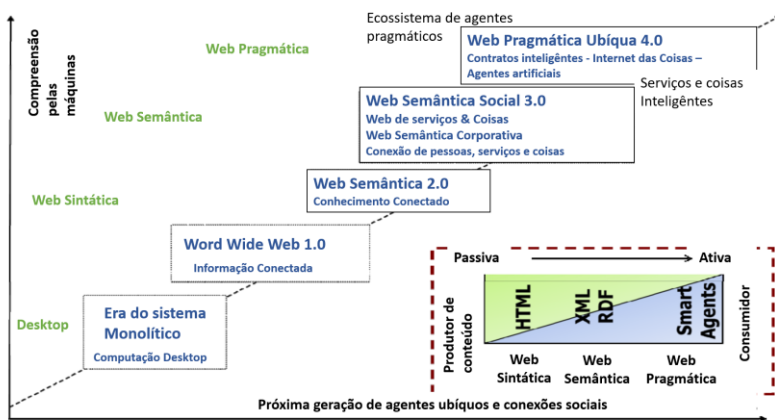 Ecossistema de agentes
pragmáticos
Web Pragmática Ubíqua 4.0
Contratos inteligêntes - Internet das Coisas –
Agentes artificiais
Serviços e coisas
Inteligêntes
Compreensão
pelas
máquinas
Web Pragmática
Web Semântica Social 3.0
Web de serviços & Coisas
Web Semântica Corporativa
Conexão de pessoas, serviços e coisas
Web Semântica
Web Semântica 2.0
Conhecimento Conectado
Web Sintática
Word Wide Web 1.0
Informação Conectada
Desktop
Era do sistema
Monolítico
Computação Desktop
Passiva
Ativa
Produtor de
conteúdo
HTML
XML
RDF
Smart
Agents
Consumidor
Web
Sintática
Web
Semântica
Web
Pragmática
Próxima geração de agentes ubíquos e conexões sociais